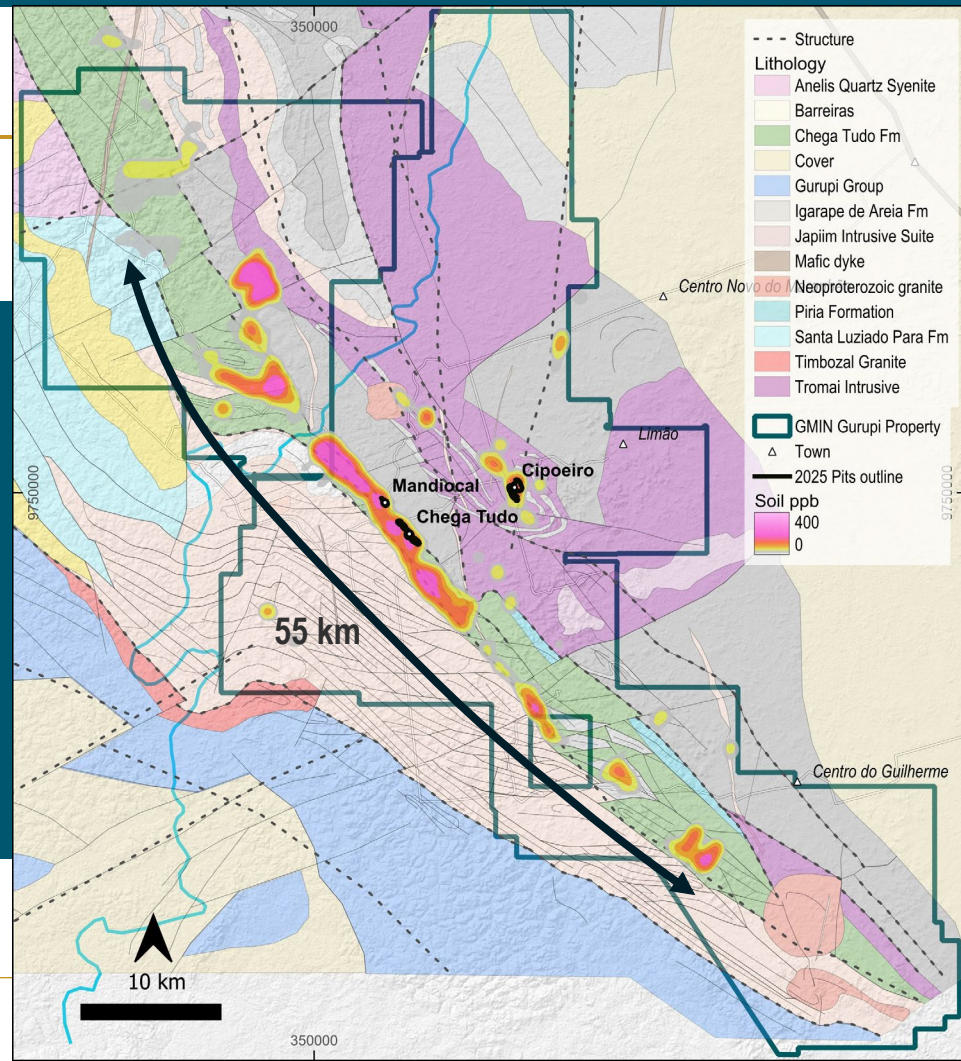 350000
Structure
Lithology
Anelis Quartz Syenite
Barreiras
Chega Tudo Fm
Cover
Gurupi Group
Igarape de Areia Fm
Japiim Intrusive Suite
Mafic dyke
Neoproterozoic granite
Piria Formation
Santa Luziado Para Fm
Timbozal Granite
Tromai Intrusive
GMIN Gurupi Property
Town
2025 Pits outline
Soil ppb
400
0
Centro Novo do
Limão
Cipoeiro
Mandiocal
Chega Tudo
9750000
9750000
55 km
Centro do Guilherme
10 km
350000